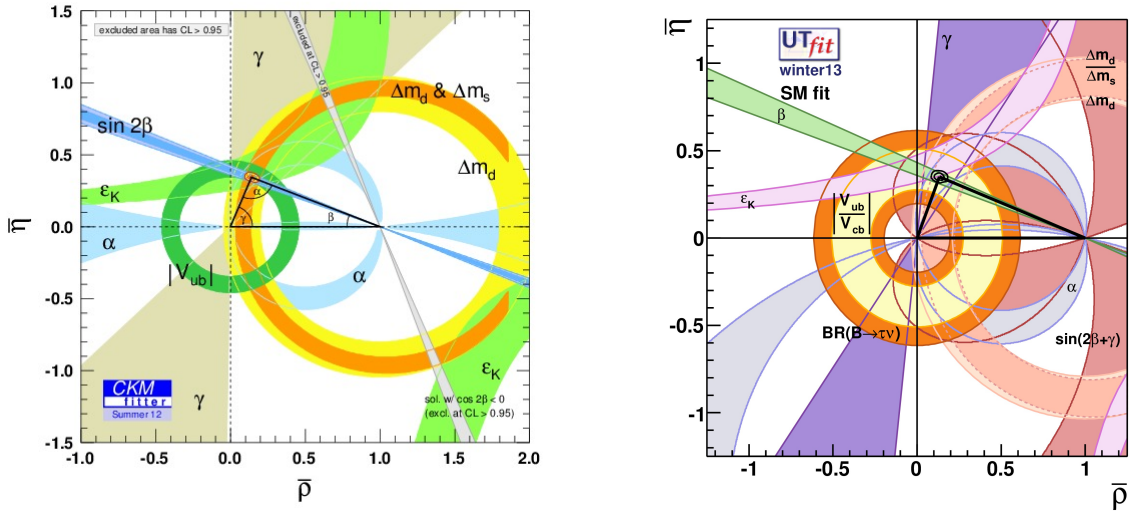 excluded area has CL > 0.95
excluded at CL > 0.95
γ
Δm_d & Δm_s
sin 2β
Δm_d
ε_K
α
γ
β
α
α
|V_ub|
ε_K
γ
CKM
fitter
Summer 12
sol. w/ cos 2β < 0
(excl. at CL > 0.95)
η̄
1.5
1.0
0.5
0.0
-0.5
-1.0
-1.5
-1.0 -0.5 0.0 0.5 1.0 1.5 2.0
ρ̄
η̄
UTfit
winter13
SM fit
γ
Δm_d
Δm_s
Δm_d
β
ε_K
|V_ub
V_cb|
α
BR(B→τν)
sin(2β+γ)
1
0.5
0
-0.5
-1
-1 -0.5 0 0.5 1
ρ̄